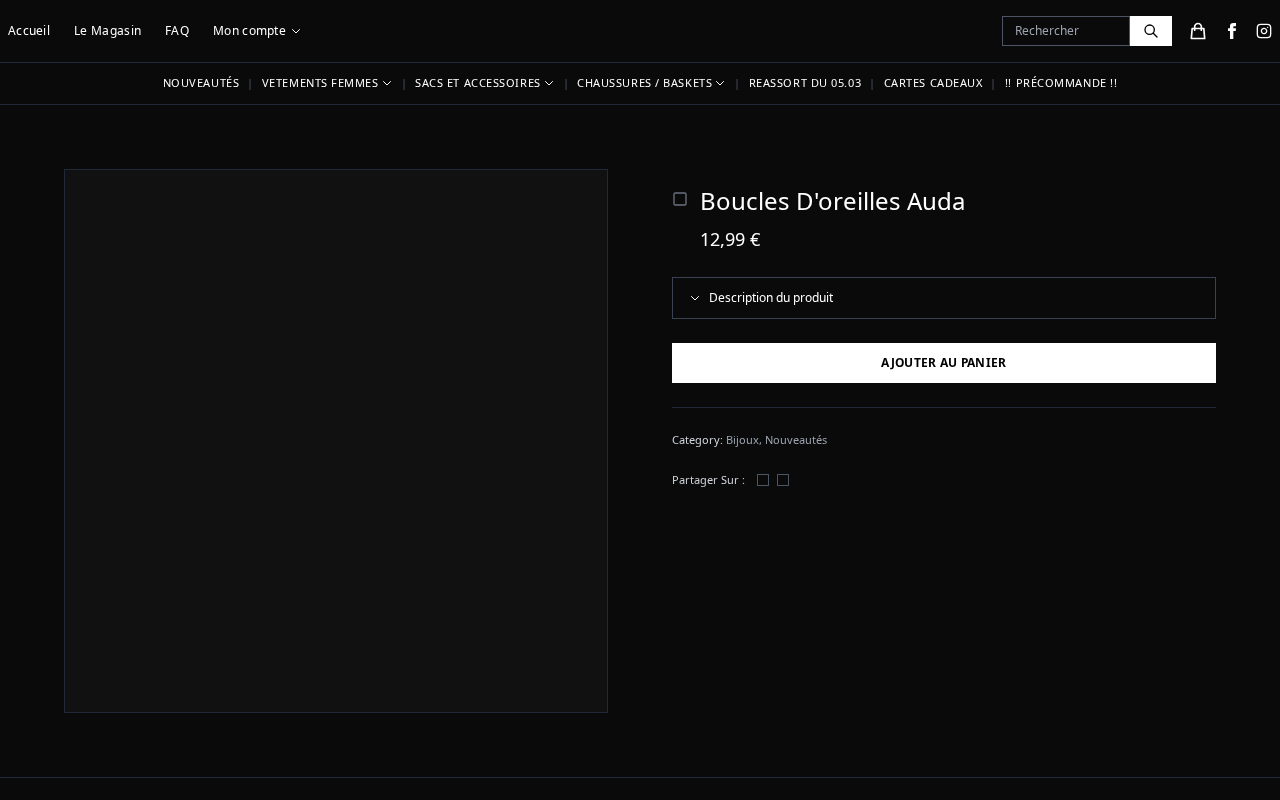 Accueil Le Magasin FAQ Mon compte Rechercher
NOUVEAUTÉS | VETEMENTS FEMMES | SACS ET ACCESSOIRES | CHAUSSURES / BASKETS | REASSORT DU 05.03 | CARTES CADEAUX | !! PRÉCOMMANDE !!
Boucles D'oreilles Auda
12,99 €
Description du produit
AJOUTER AU PANIER
Category: Bijoux, Nouveautés
Partager Sur :